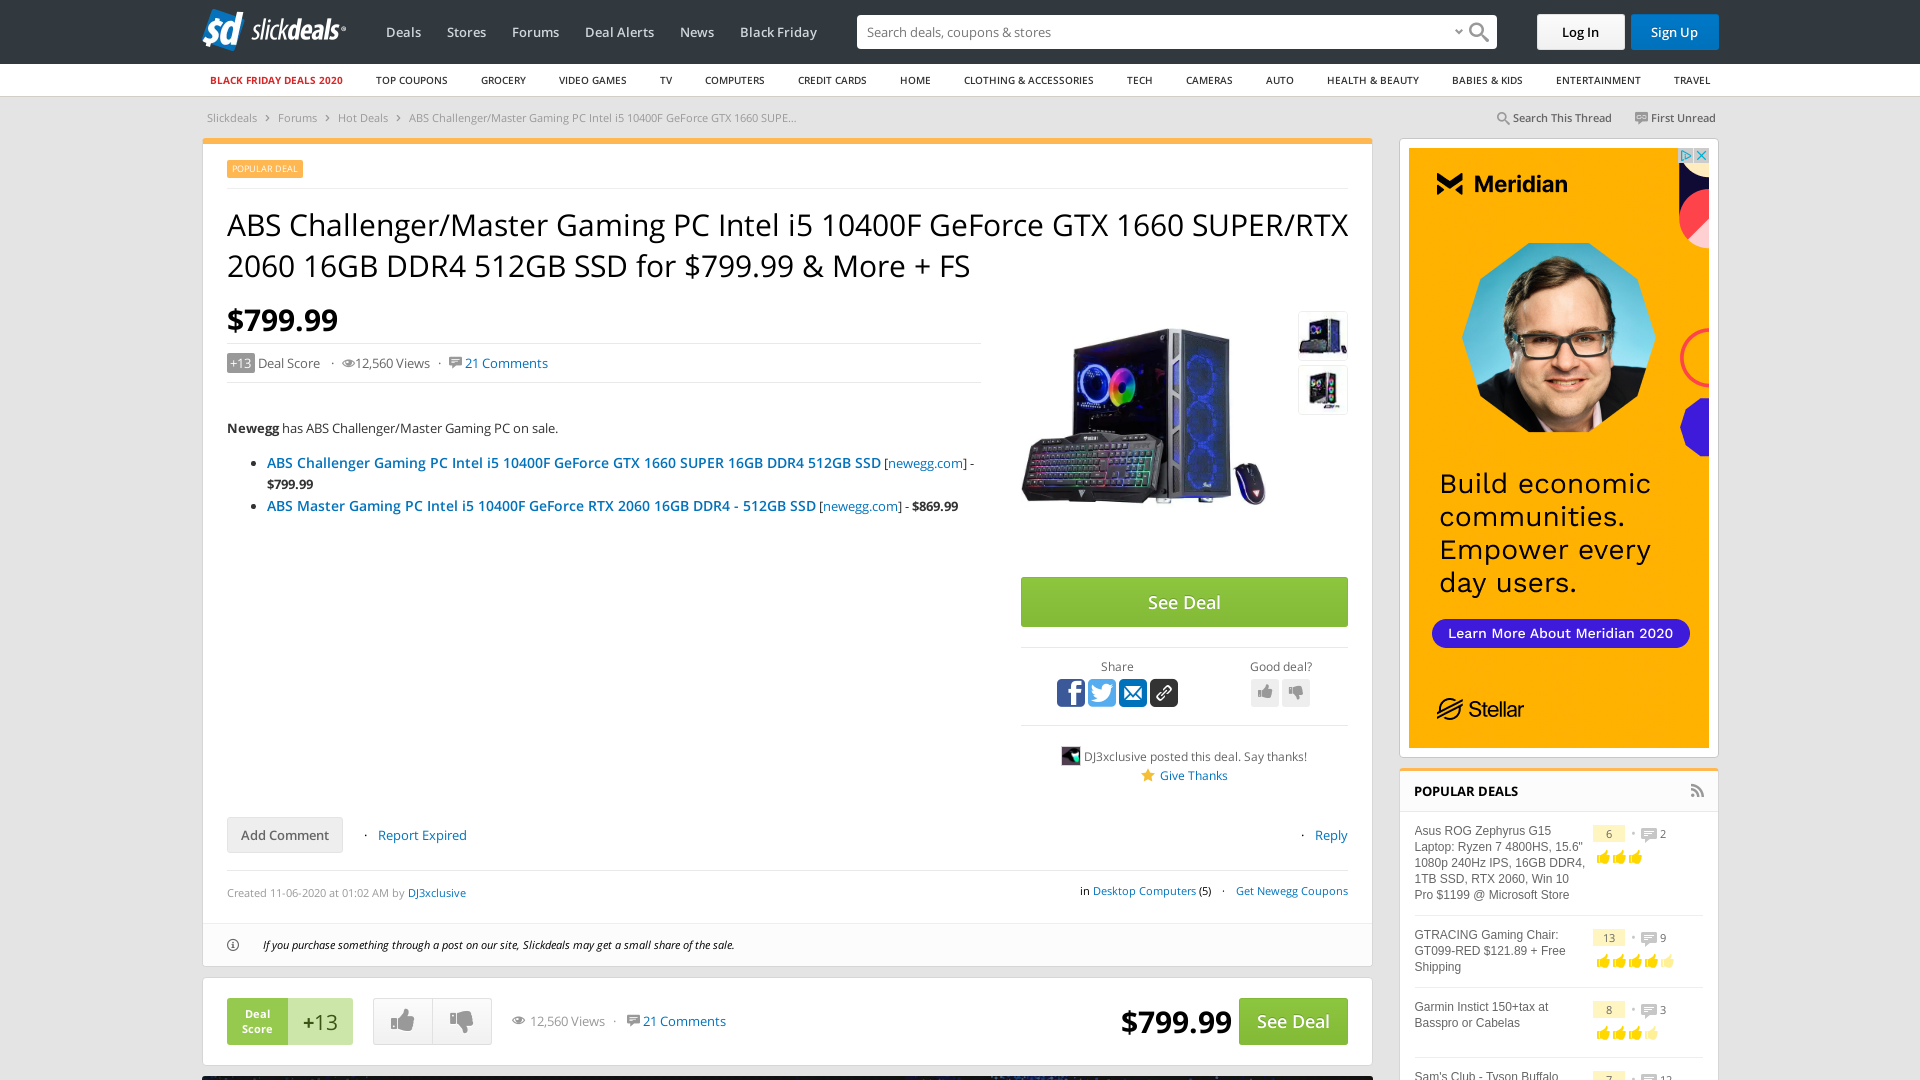 sd slickdeals
Deals Stores Forums Deal Alerts News Black Friday
Search deals, coupons & stores
Log In
Sign Up
BLACK FRIDAY DEALS 2020 TOP COUPONS GROCERY VIDEO GAMES TV COMPUTERS CREDIT CARDS HOME CLOTHING & ACCESSORIES TECH CAMERAS AUTO HEALTH & BEAUTY BABIES & KIDS ENTERTAINMENT TRAVEL
Slickdeals › Forums › Hot Deals › ABS Challenger/Master Gaming PC Intel i5 10400F GeForce GTX 1660 SUPE...
Search This Thread First Unread
POPULAR DEAL
ABS Challenger/Master Gaming PC Intel i5 10400F GeForce GTX 1660 SUPER/RTX
2060 16GB DDR4 512GB SSD for $799.99 & More + FS
$799.99
+13 Deal Score · 12,560 Views · 21 Comments
Newegg has ABS Challenger/Master Gaming PC on sale.
• ABS Challenger Gaming PC Intel i5 10400F GeForce GTX 1660 SUPER 16GB DDR4 512GB SSD [newegg.com] -
$799.99
• ABS Master Gaming PC Intel i5 10400F GeForce RTX 2060 16GB DDR4 - 512GB SSD [newegg.com] - $869.99
See Deal
Share
Good deal?
DJ3xclusive posted this deal. Say thanks!
Give Thanks
Add Comment · Report Expired
· Reply
Created 11-06-2020 at 01:02 AM by DJ3xclusive
in Desktop Computers (5) · Get Newegg Coupons
If you purchase something through a post on our site, Slickdeals may get a small share of the sale.
Deal
Score
+13
12,560 Views · 21 Comments
$799.99
See Deal
Meridian
Build economic
communities.
Empower every
day users.
Learn More About Meridian 2020
Stellar
POPULAR DEALS
Asus ROG Zephyrus G15
Laptop: Ryzen 7 4800HS, 15.6"
1080p 240Hz IPS, 16GB DDR4,
1TB SSD, RTX 2060, Win 10
Pro $1199 @ Microsoft Store
6 • 2
GTRACING Gaming Chair:
GT099-RED $121.89 + Free
Shipping
13 • 9
Garmin Instict 150+tax at
Basspro or Cabelas
8 • 3
Sam's Club - Tyson Buffalo
7 • 12